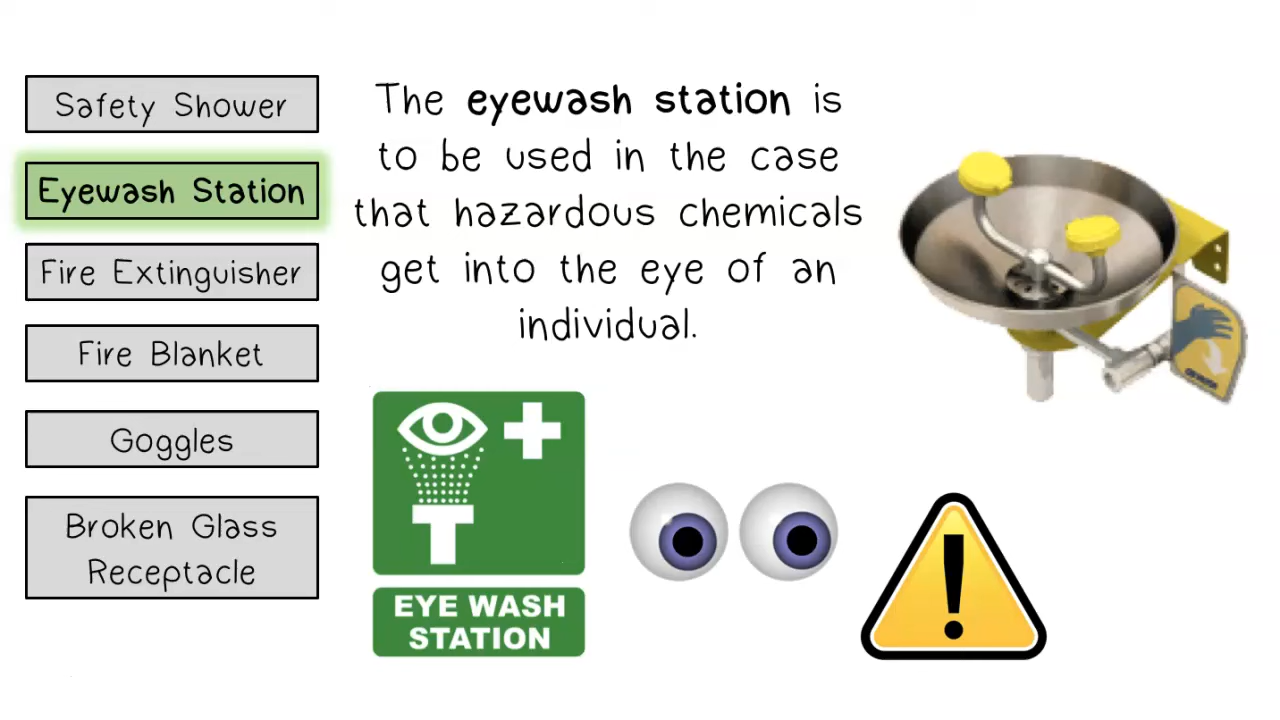 Safety Shower
Eyewash Station
Fire Extinguisher
Fire Blanket
Goggles
Broken Glass
Receptacle
The eyewash station is
to be used in the case
that hazardous chemicals
get into the eye of an
individual.
EYE WASH
STATION